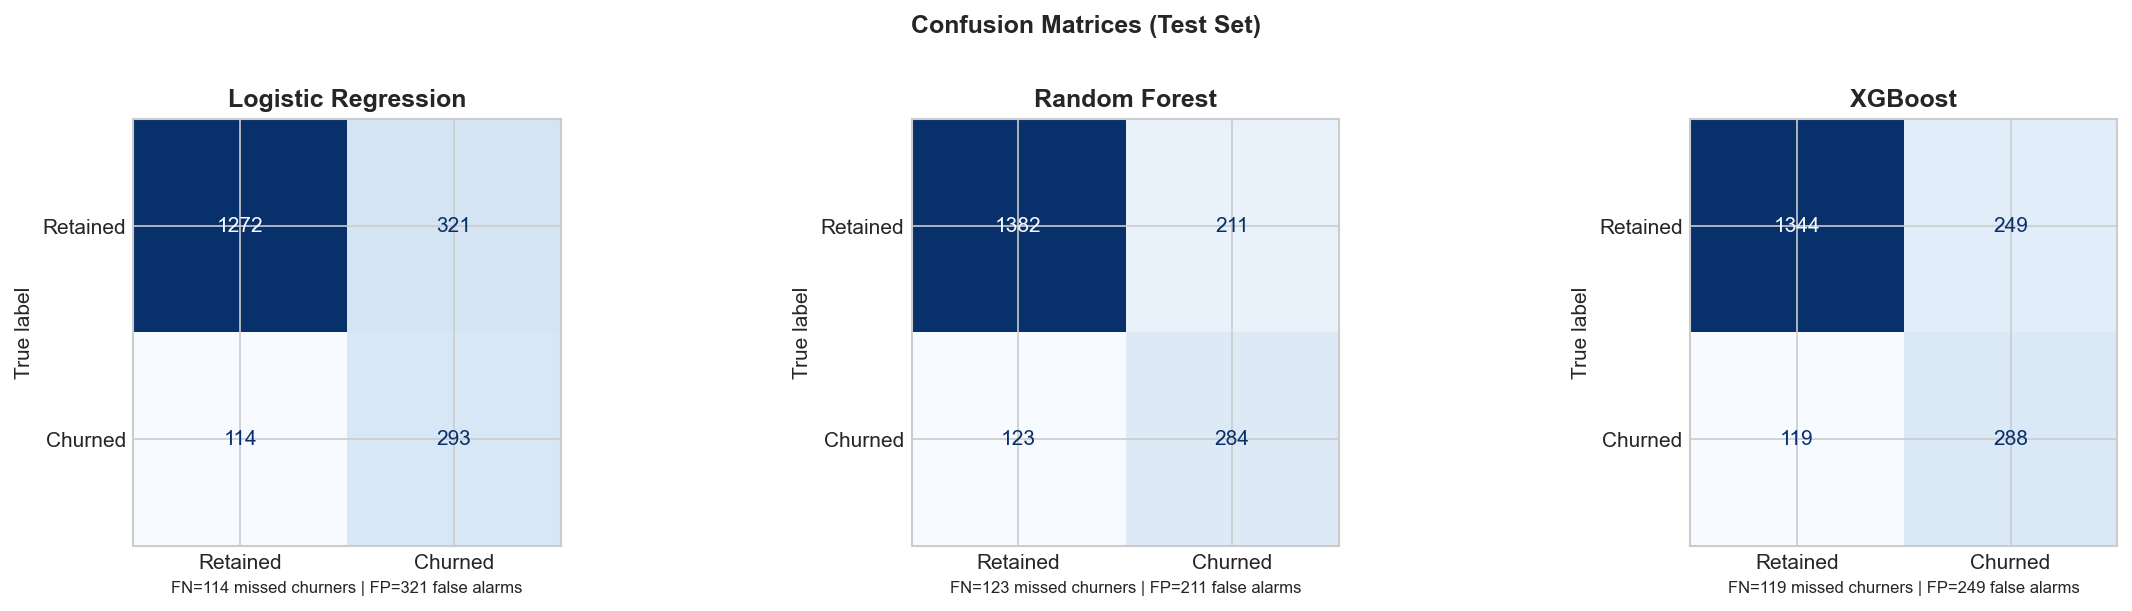 Confusion Matrices (Test Set)
Logistic Regression
True label
Retained
1272
321
Churned
114
293
Retained
Churned
FN=114 missed churners | FP=321 false alarms
Random Forest
True label
Retained
1382
211
Churned
123
284
Retained
Churned
FN=123 missed churners | FP=211 false alarms
XGBoost
True label
Retained
1344
249
Churned
119
288
Retained
Churned
FN=119 missed churners | FP=249 false alarms